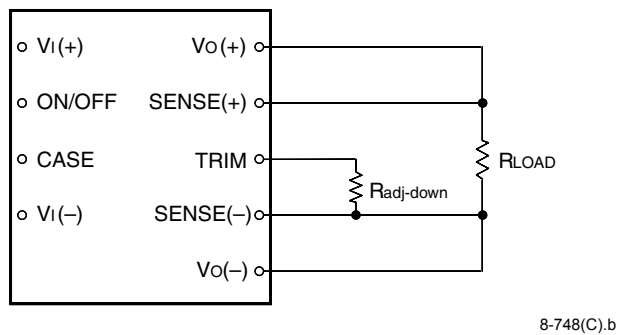 VI(+) VO(+)
ON/OFF SENSE(+)
CASE TRIM RLOAD
Radj-down
VI(–) SENSE(–)
VO(–)
8-748(C).b